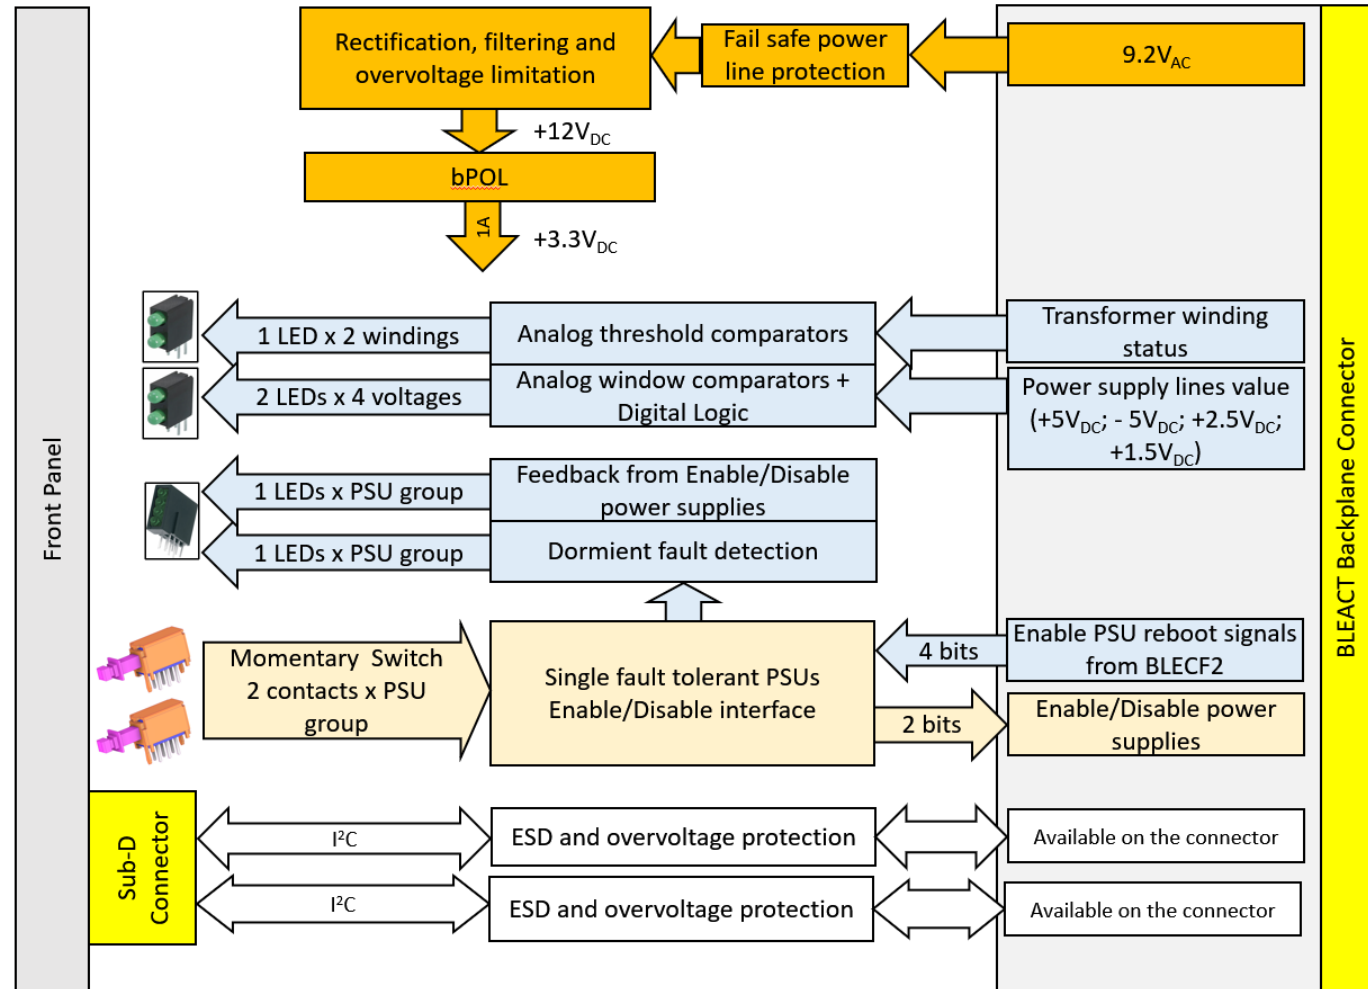 Front Panel
Rectification, filtering and
overvoltage limitation
Fail safe power
line protection
9.2VAC
+12VDC
bPOL
1A
+3.3VDC
1 LED x 2 windings
Analog threshold comparators
Transformer winding
status
2 LEDs x 4 voltages
Analog window comparators +
Digital Logic
Power supply lines value
(+5VDC; - 5VDC; +2.5VDC;
+1.5VDC)
1 LEDs x PSU group
Feedback from Enable/Disable
power supplies
1 LEDs x PSU group
Dormient fault detection
Momentary Switch
2 contacts x PSU
group
Single fault tolerant PSUs
Enable/Disable interface
4 bits
Enable PSU reboot signals
from BLECF2
2 bits
Enable/Disable power
supplies
Sub-D
Connector
I²C
ESD and overvoltage protection
Available on the connector
I²C
ESD and overvoltage protection
Available on the connector
BLEACT Backplane Connector